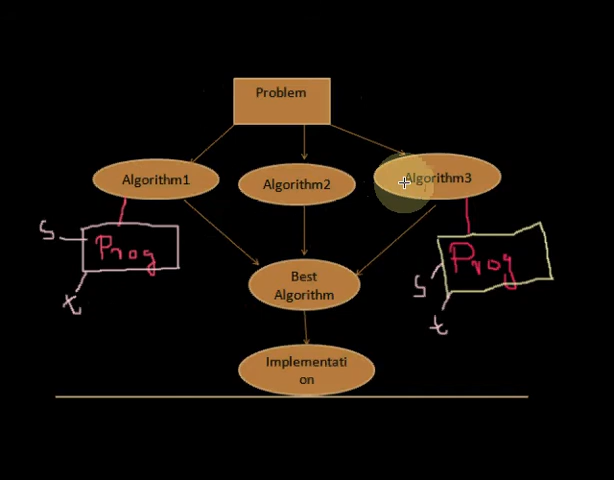 Problem
Algorithm1
Algorithm2
Algorithm3
S
Prog
t
Prog
S
t
Best
Algorithm
Implementati
on